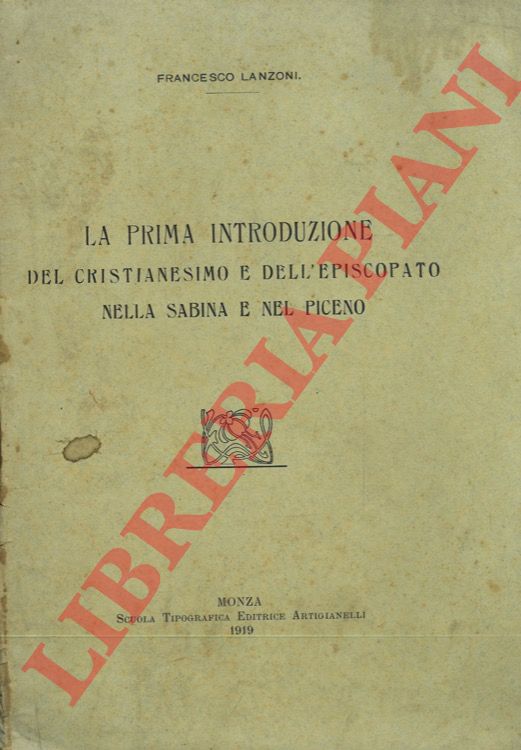 FRANCESCO LANZONI.
LA PRIMA INTRODUZIONE
DEL CRISTIANESIMO E DELL'EPISCOPATO
NELLA SABINA E NEL PICENO
MONZA
SCUOLA TIPOGRAFICA EDITRICE ARTIGIANELLI
1919
LIBRERIA PIANI